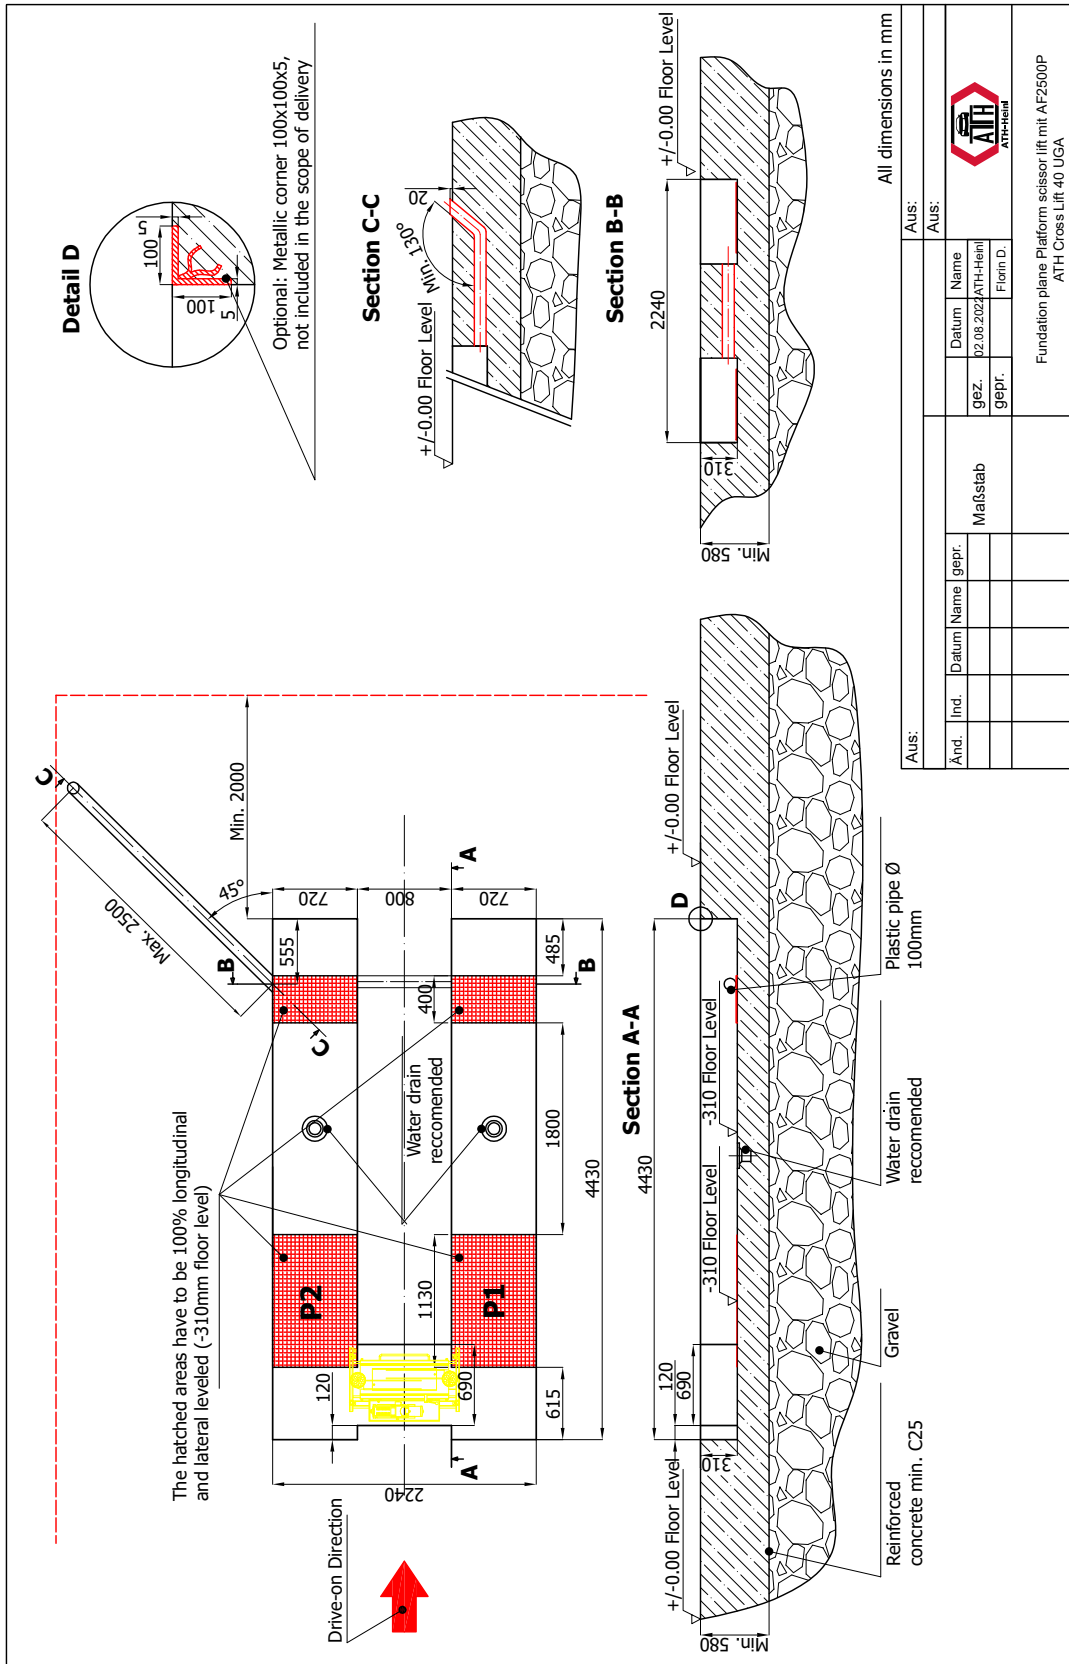 Detail D
100
5
100
5
Optional: Metallic corner 100x100x5,
not included in the scope of delivery
Section C-C
+/-0.00 Floor Level
Min. 130°
20
Section B-B
2240
+/-0.00 Floor Level
310
Min. 580
The hatched areas have to be 100% longitudinal
and lateral leveled (-310mm floor level)
Drive-on Direction
C
C
Max. 2500
45°
Min. 2000
B
B
A
A
P2
P1
720
800
720
555
485
400
Water drain
reccomended
1800
4430
1130
120
690
615
2240
Section A-A
4430
D
+/-0.00 Floor Level
-310 Floor Level
-310 Floor Level
120
690
310
+/-0.00 Floor Level
Min. 580
Plastic pipe Ø
100mm
Water drain
reccomended
Gravel
Reinforced
concrete min. C25
All dimensions in mm
Aus:
Aus:
Aus:
Änd.
Ind.
Datum
Name
gepr.
Maßstab
Datum
Name
gez.
02.08.2022
ATH-Heinl
gepr.
Florin D.
ATH
ATH-Heinl
Fundation plane Platform scissor lift mit AF2500P
ATH Cross Lift 40 UGA